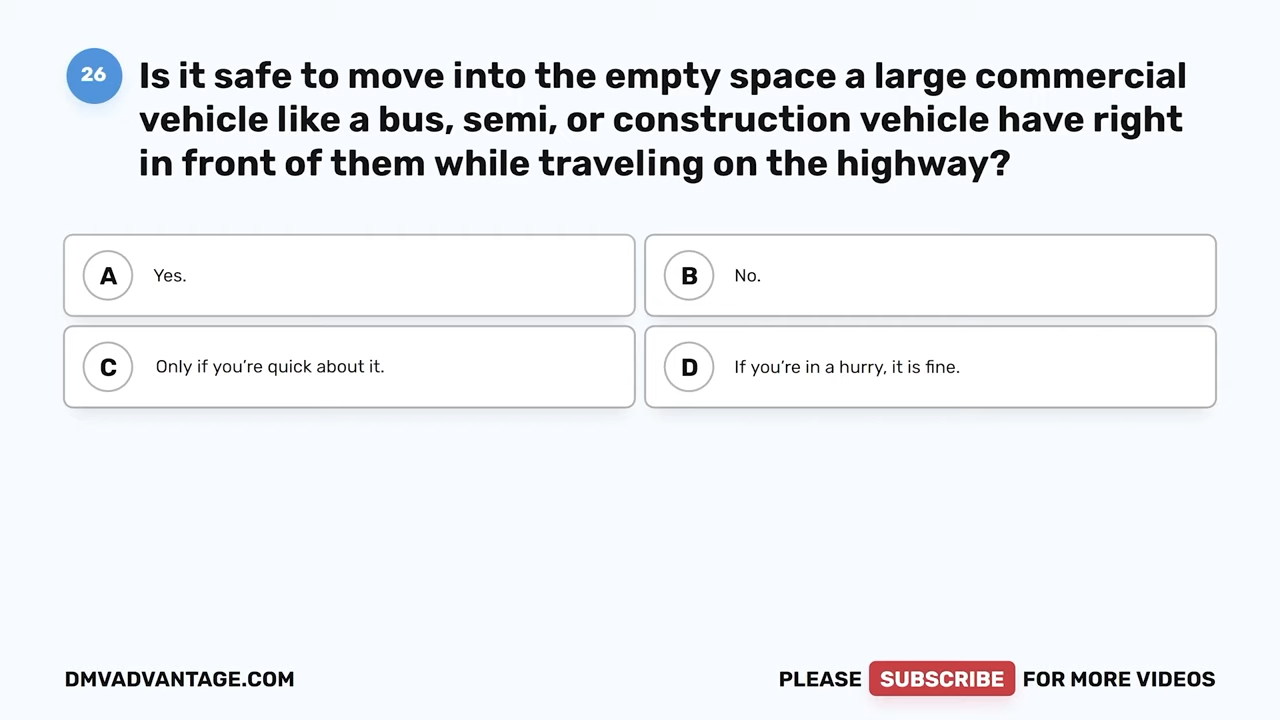 26
Is it safe to move into the empty space a large commercial
vehicle like a bus, semi, or construction vehicle have right
in front of them while traveling on the highway?
A Yes.
B No.
C Only if you’re quick about it.
D If you’re in a hurry, it is fine.
DMVADVANTAGE.COM
PLEASE SUBSCRIBE FOR MORE VIDEOS